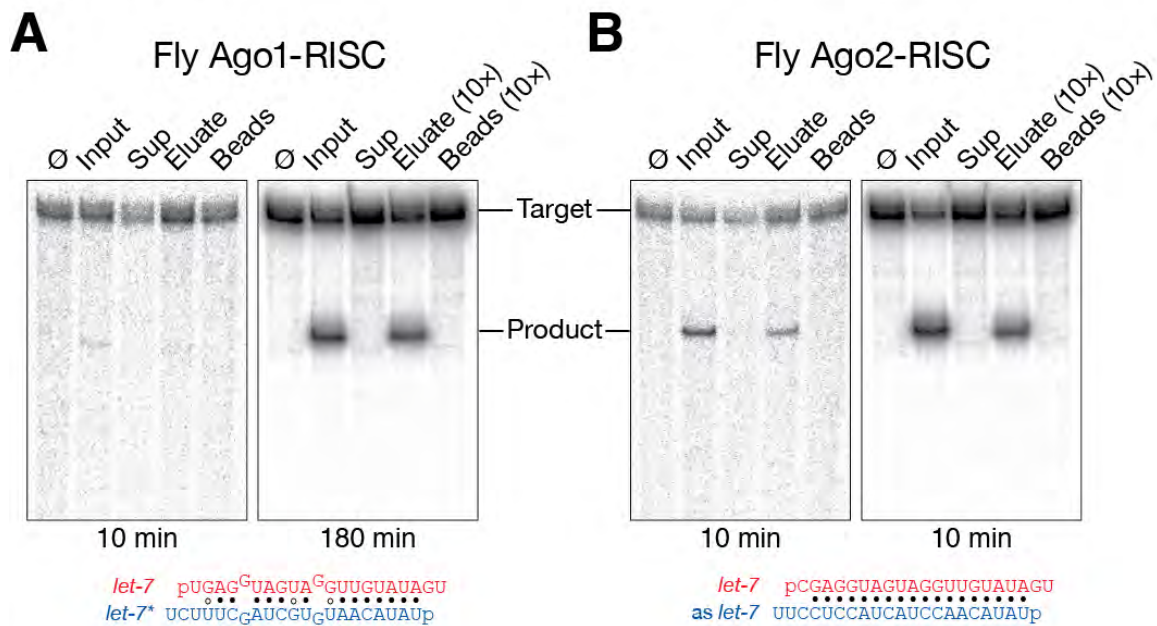 A
Fly Ago1-RISC
Ø Input Sup Eluate Beads
Ø Input Sup Eluate (10×) Beads (10×)
10 min
180 min
let-7 pUGAGGUAGUAGGUUGUAUAGU
let-7* UCUUUCGAUCGUGUAACAUAUp
Target
Product
B
Fly Ago2-RISC
Ø Input Sup Eluate Beads
Ø Input Sup Eluate (10×) Beads (10×)
10 min
10 min
let-7 pCGAGGUAGUAGGUUGUAUAGU
as let-7 UUCCUCCAUCAUCCAACAUAUp